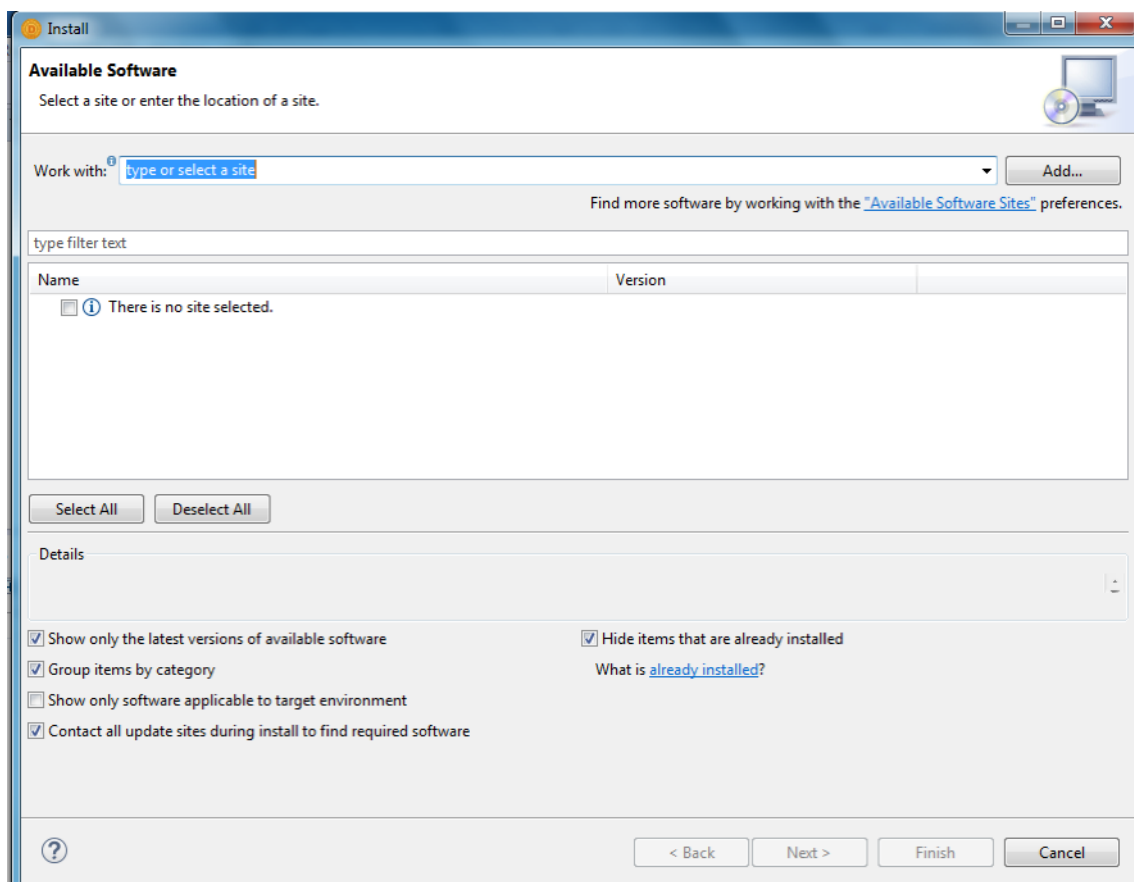 Install
Available Software
Select a site or enter the location of a site.
Work with: type or select a site Add...
Find more software by working with the "Available Software Sites" preferences.
type filter text
Name Version
There is no site selected.
Select All Deselect All
Details
Show only the latest versions of available software Hide items that are already installed
Group items by category What is already installed?
Show only software applicable to target environment
Contact all update sites during install to find required software
< Back Next > Finish Cancel